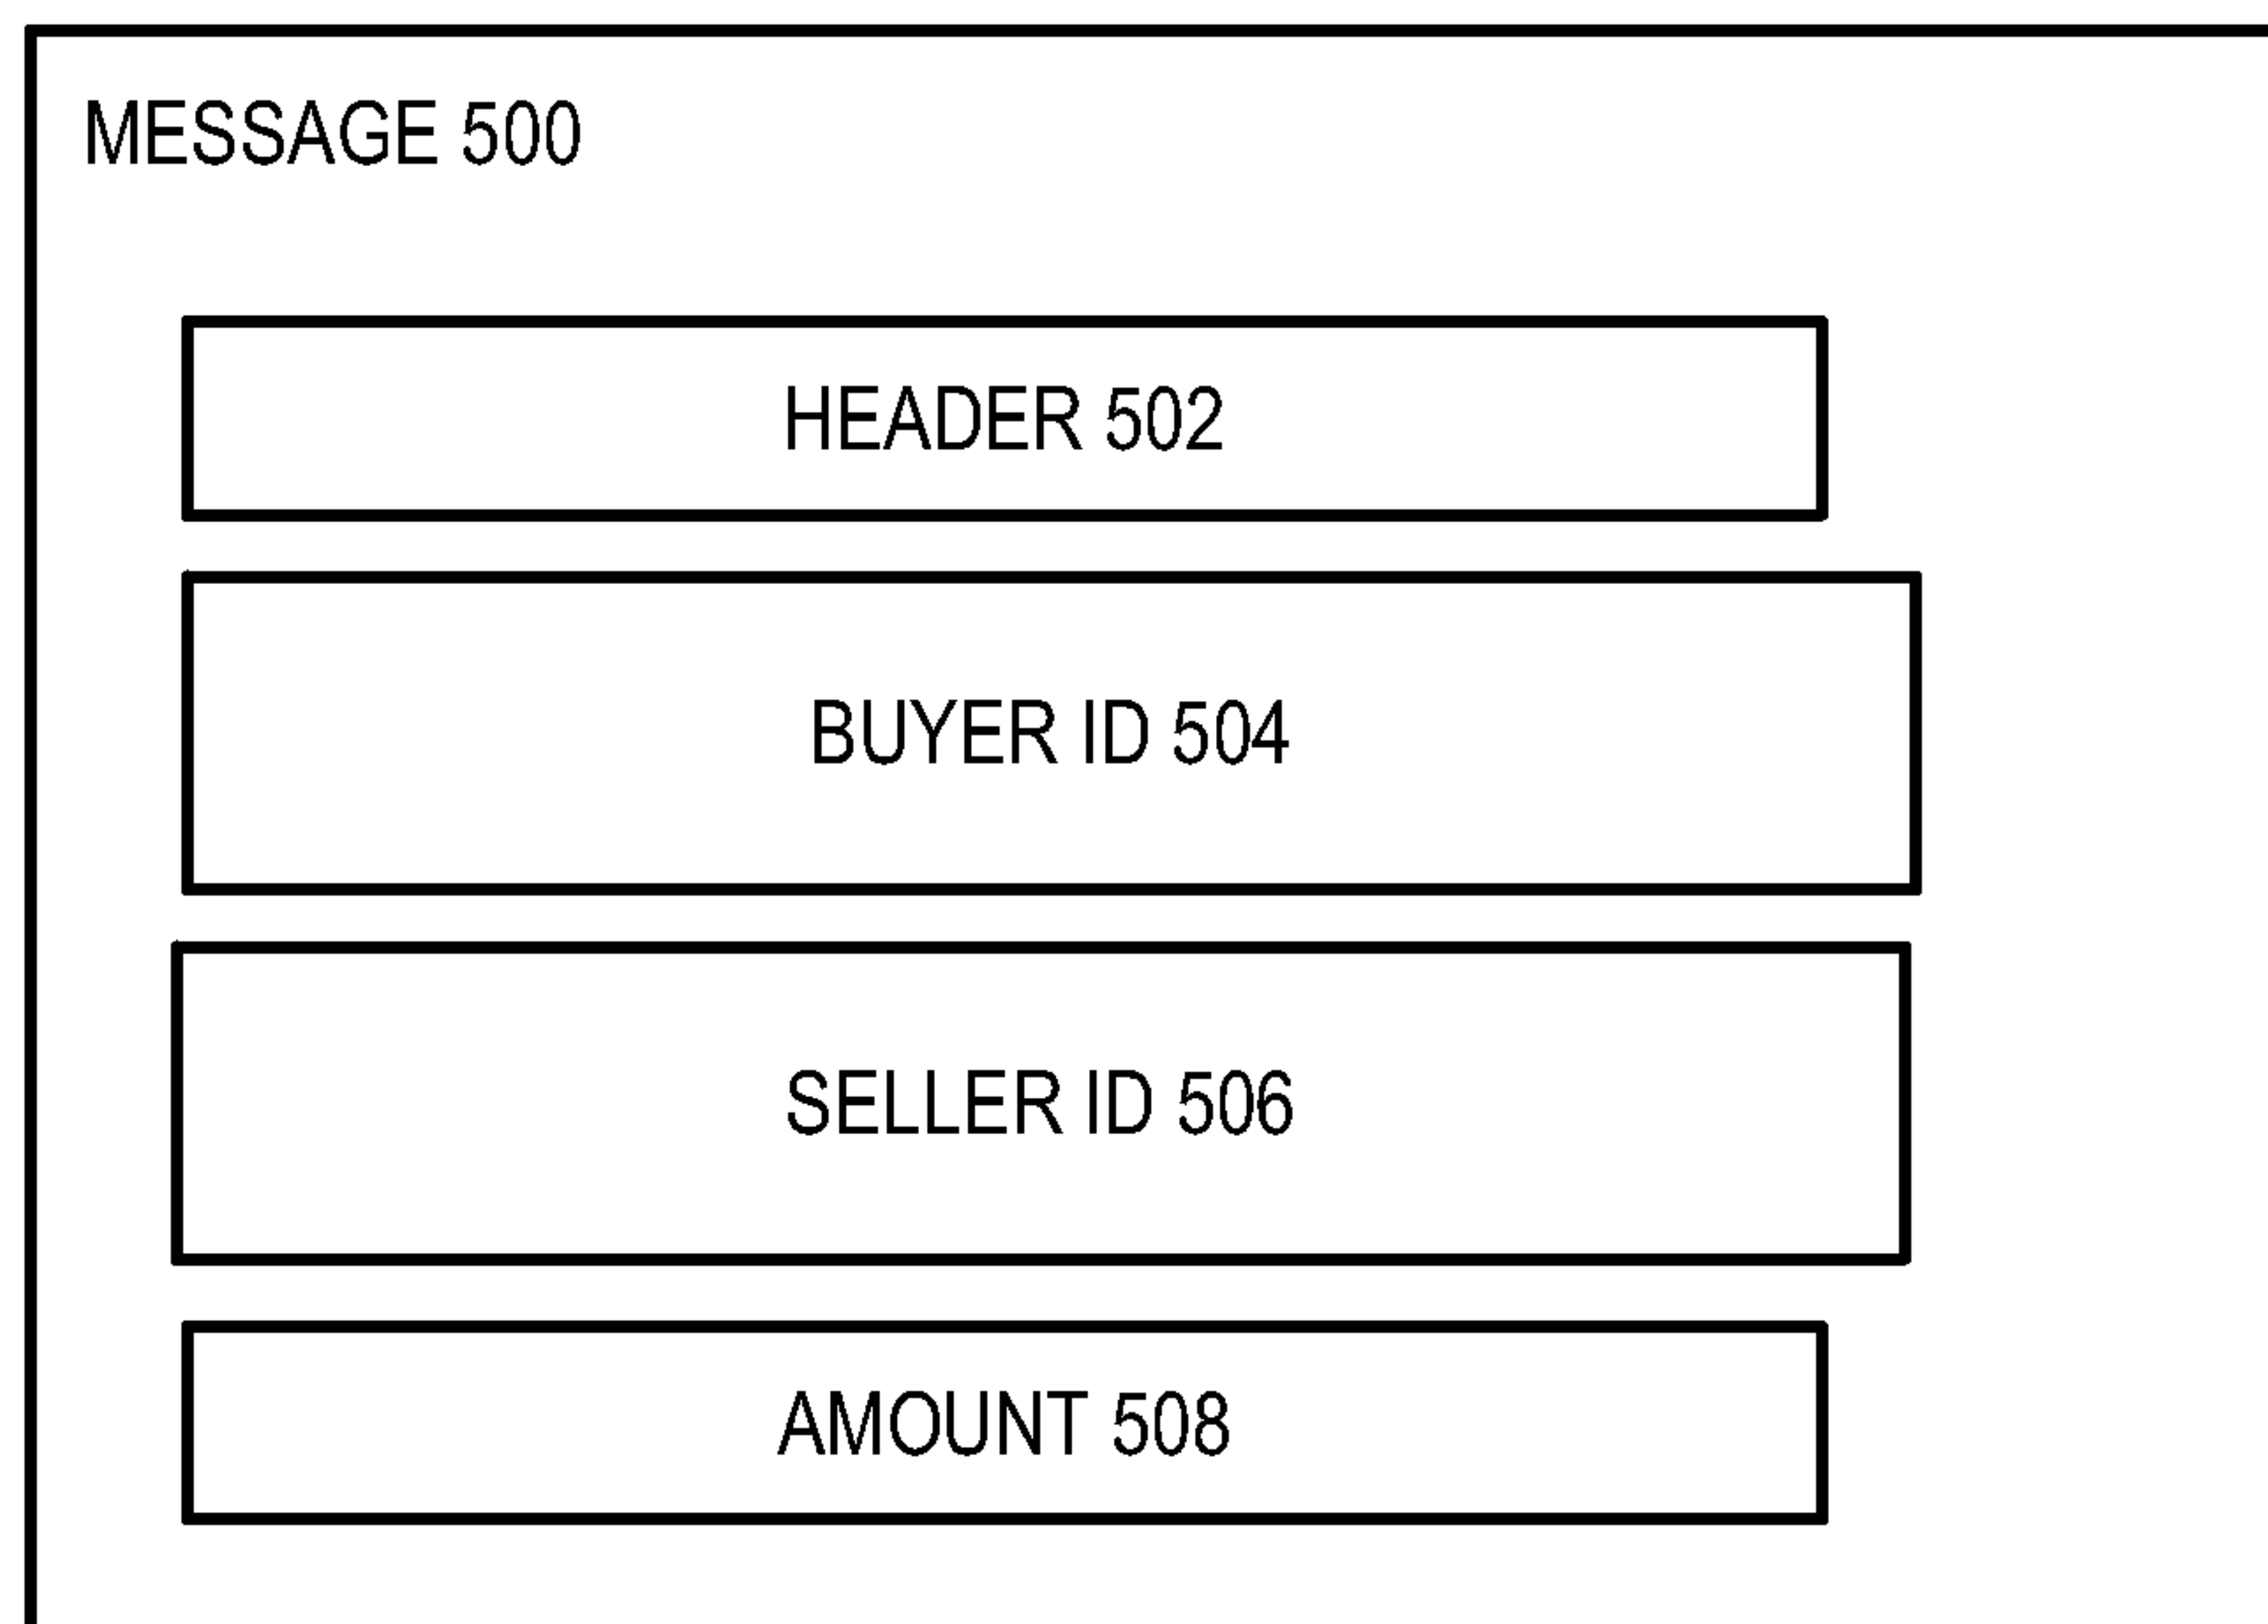 MESSAGE 500
HEADER 502
BUYER ID 504
SELLER ID 506
AMOUNT 508